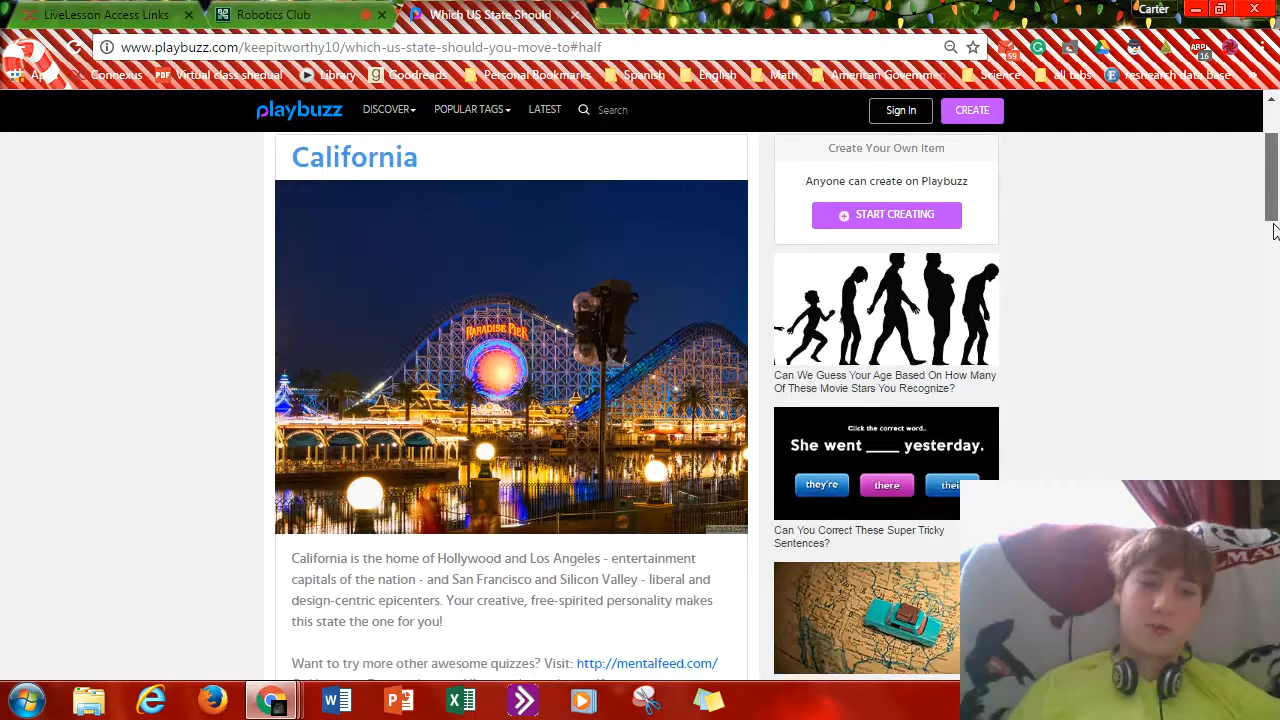 LiveLesson Access Links
Robotics Club
Which US State Should
Carter
www.playbuzz.com/keepitworthy10/which-us-state-should-you-move-to#half
Connexus
Virtual class
Library
Goodreads
Personal Bookmarks
Spanish
English
Math
American Governme
Science
all tabs
data base
59
16
playbuzz
DISCOVER
POPULAR TAGS
LATEST
Search
Sign In
CREATE
California
PARADISE PIER
California is the home of Hollywood and Los Angeles - entertainment
capitals of the nation - and San Francisco and Silicon Valley - liberal and
design-centric epicenters. Your creative, free-spirited personality makes
this state the one for you!
Want to try more other awesome quizzes? Visit: http://mentalfeed.com/
Create Your Own Item
Anyone can create on Playbuzz
START CREATING
Can We Guess Your Age Based On How Many
Of These Movie Stars You Recognize?
Click the correct word..
She went ____ yesterday.
they're
there
Can You Correct These Super Tricky
Sentences?